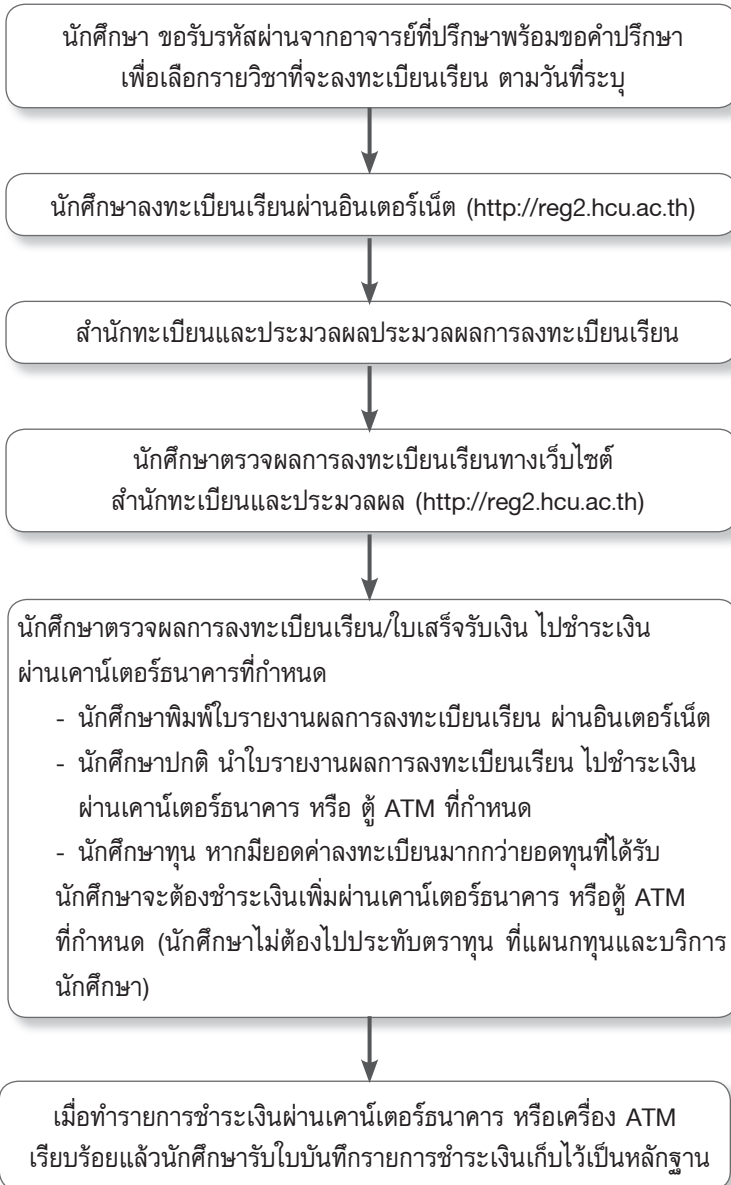 นักศึกษา ขอรับรหัสผ่านจากอาจารย์ที่ปรึกษาพร้อมขอคำปรึกษา
เพื่อเลือกรายวิชาที่จะลงทะเบียนเรียน ตามวันที่ระบุ
นักศึกษาลงทะเบียนเรียนผ่านอินเตอร์เน็ต (http://reg2.hcu.ac.th)
สำนักทะเบียนและประมวลผลประมวลผลการลงทะเบียนเรียน
นักศึกษาตรวจผลการลงทะเบียนเรียนทางเว็บไซต์
สำนักทะเบียนและประมวลผล (http://reg2.hcu.ac.th)
นักศึกษาตรวจผลการลงทะเบียนเรียน/ใบเสร็จรับเงิน ไปชำระเงิน
ผ่านเคาน์เตอร์ธนาคารที่กำหนด
- นักศึกษาพิมพ์ใบรายงานผลการลงทะเบียนเรียน ผ่านอินเตอร์เน็ต
- นักศึกษาปกติ นำใบรายงานผลการลงทะเบียนเรียน ไปชำระเงิน
ผ่านเคาน์เตอร์ธนาคาร หรือ ตู้ ATM ที่กำหนด
- นักศึกษาทุน หากมียอดค่าลงทะเบียนมากกว่ายอดทุนที่ได้รับ
นักศึกษาจะต้องชำระเงินเพิ่มผ่านเคาน์เตอร์ธนาคาร หรือตู้ ATM
ที่กำหนด (นักศึกษาไม่ต้องไปประทับตราทุน ที่แผนกทุนและบริการ
นักศึกษา)
เมื่อทำรายการชำระเงินผ่านเคาน์เตอร์ธนาคาร หรือเครื่อง ATM
เรียบร้อยแล้วนักศึกษารับใบบันทึกรายการชำระเงินเก็บไว้เป็นหลักฐาน